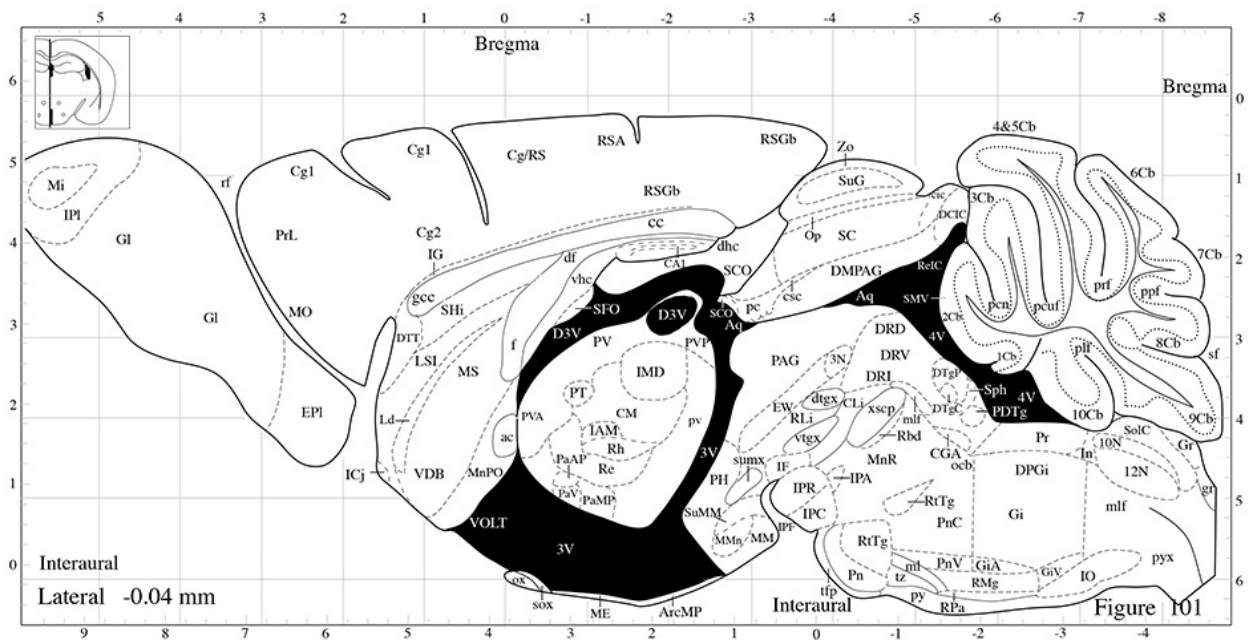 5 4 3 2 1 0 -1 -2 -3 -4 -5 -6 -7 -8
Bregma
Bregma
6 0
4&5Cb
RSA RSGb
Cg1 Cg/RS Zo
5 Cg1 6Cb
rf SuG 1
Mi RSGb cic 3Cb
IPl cc DCIC
Gl PrL Cg2 Op SC 7Cb
4 IG df dhc
CA1 SCO DMPAG ReIC 2
vhc csc prf ppf
gcc SHi pc Aq SMV pcn pcuf
Gl MO SFO D3V SCO 2Cb
3 DTT D3V PV PVP Aq DRD 4V 8Cb 3
LSI f 1Cb plf sf
MS IMD PAG 3N DRV DTgP
PT DRI Sph
EPl PVA CM EW dtgx CLi xscp DTgC 4V
2 Ld pv RLi mlf PDTg 10Cb 9Cb 4
ac IAM vtgx Rbd SolC
PaAP Rh 3V sumx CGA Pr 10N Gr
ICj VDB MnPO Re PH IF MnR ocb In
1 IPA DPGi 12N
PaV PaMP IPR gr
SuMM RtTg 5
VOLT IPC Gi mlf
MMn MM IPF PnC
3V RtTg
0 Interaural PnV GiA pyx
ox Pn ml GiV IO 6
tz RMg
Lateral -0.04 mm sox tfp py
ME ArcMP Interaural RPa Figure 101
9 8 7 6 5 4 3 2 1 0 -1 -2 -3 -4